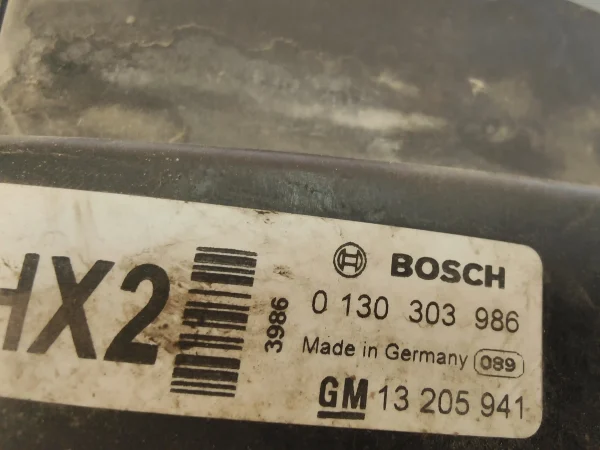 HX2
3986
BOSCH
0 130 303 986
Made in Germany 089
GM 13 205 941